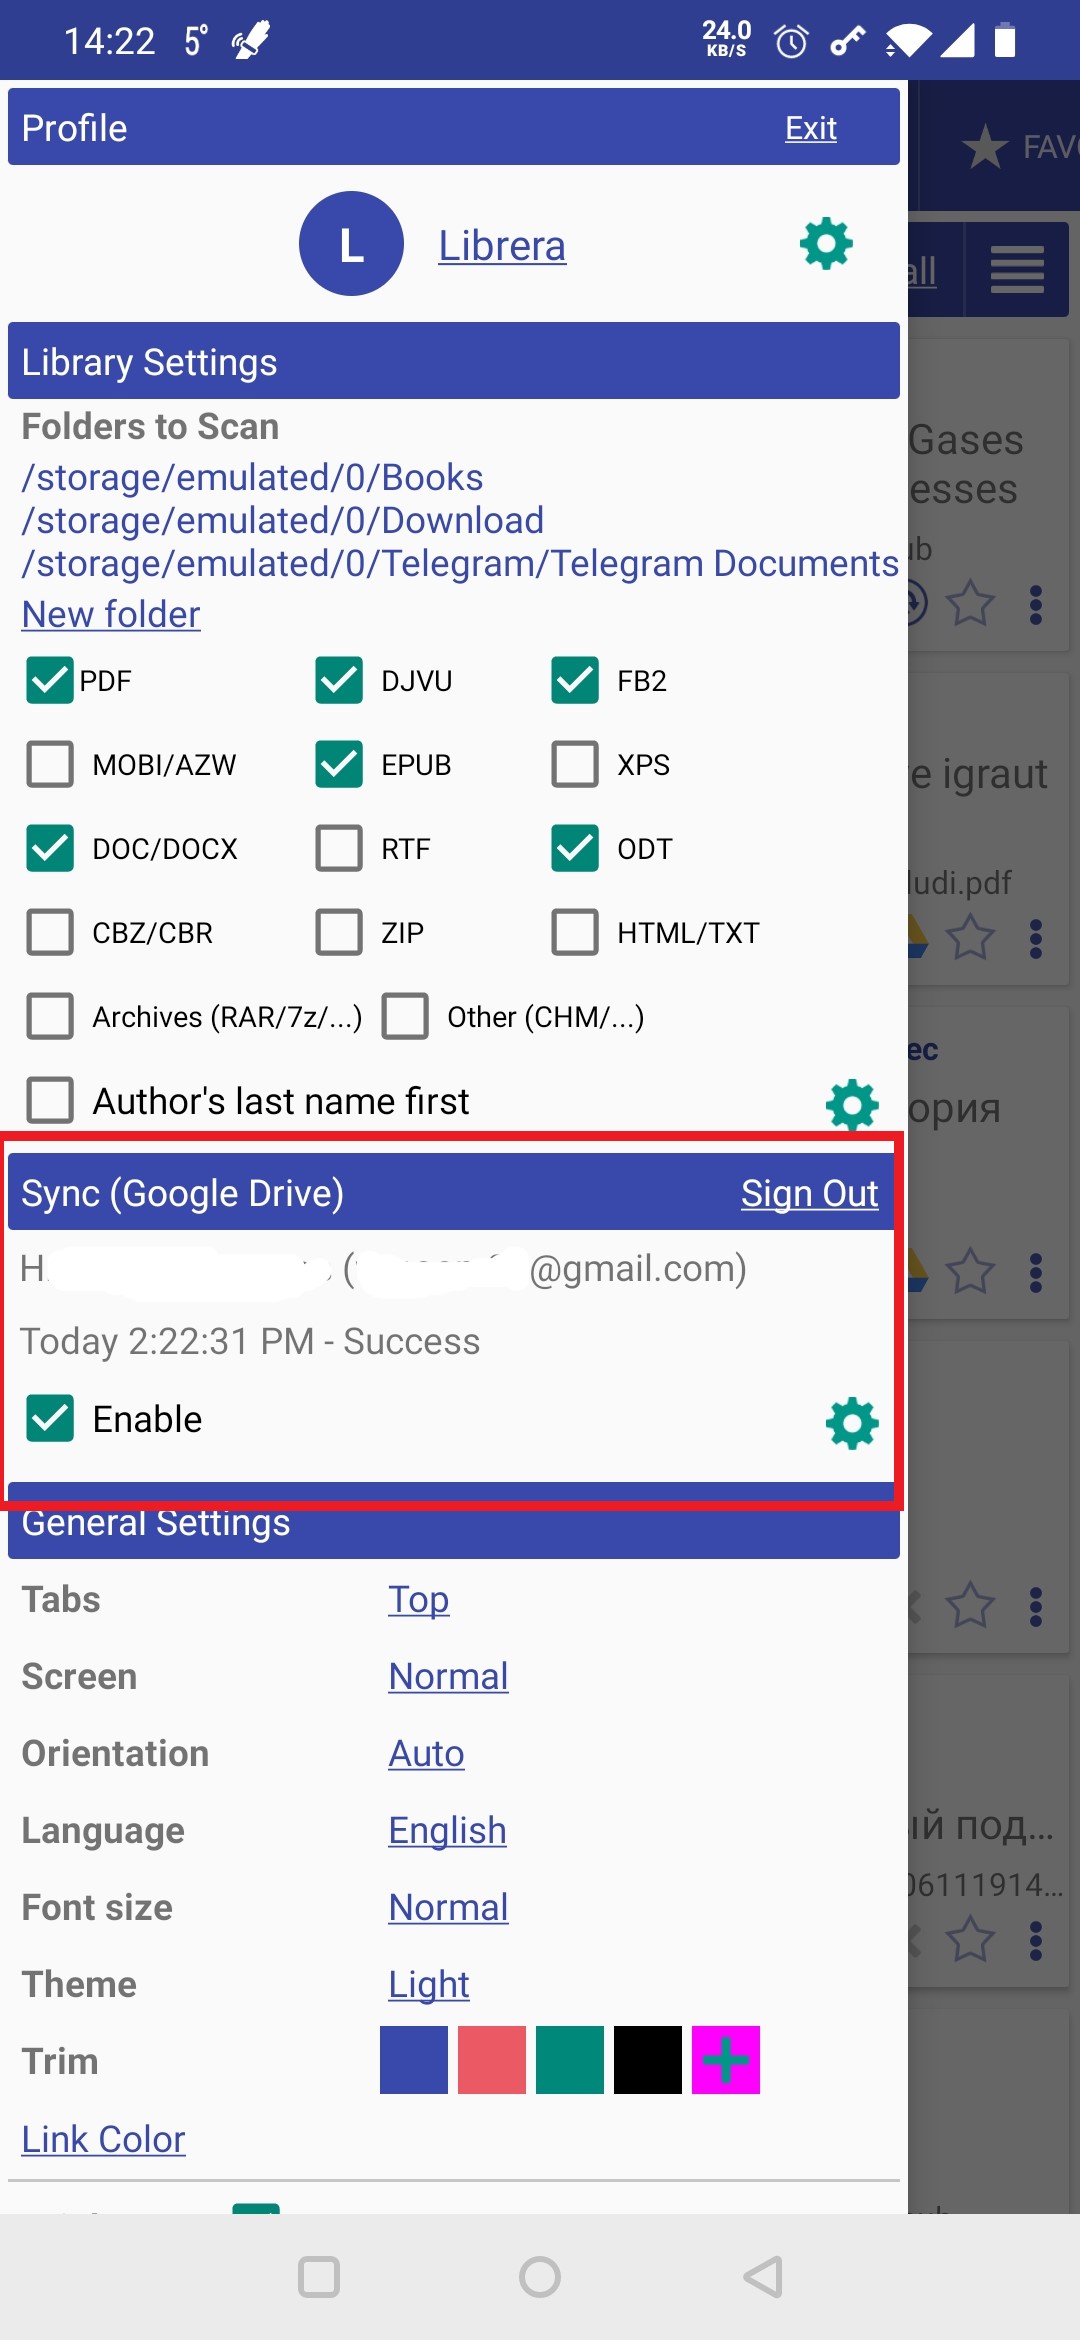 14:22 5° 24.0 KB/S
Profile Exit
FAV
L Librera
all
Library Settings
Folders to Scan
/storage/emulated/0/Books
/storage/emulated/0/Download
/storage/emulated/0/Telegram/Telegram Documents
New folder
PDF DJVU FB2
MOBI/AZW EPUB XPS
DOC/DOCX RTF ODT
CBZ/CBR ZIP HTML/TXT
Archives (RAR/7z/...) Other (CHM/...)
Author's last name first
Sync (Google Drive) Sign Out
H. ( @gmail.com)
Today 2:22:31 PM - Success
Enable
General Settings
Tabs Top
Screen Normal
Orientation Auto
Language English
Font size Normal
Theme Light
Trim
Link Color
Gases
esses
ub
e igraut
ludi.pdf
ес
ория
ый под...
06111914...